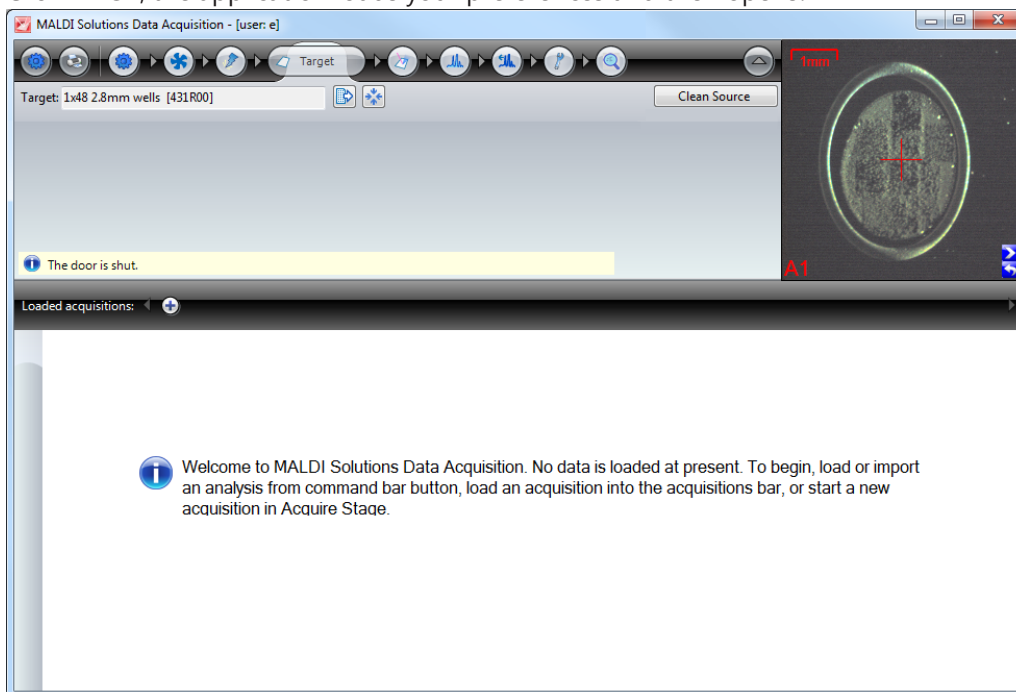 MALDI Solutions Data Acquisition - [user: e]
Target
1mm
Target: 1x48 2.8mm wells [431R00]
Clean Source
The door is shut.
A1
Loaded acquisitions:
Welcome to MALDI Solutions Data Acquisition. No data is loaded at present. To begin, load or import
an analysis from command bar button, load an acquisition into the acquisitions bar, or start a new
acquisition in Acquire Stage.